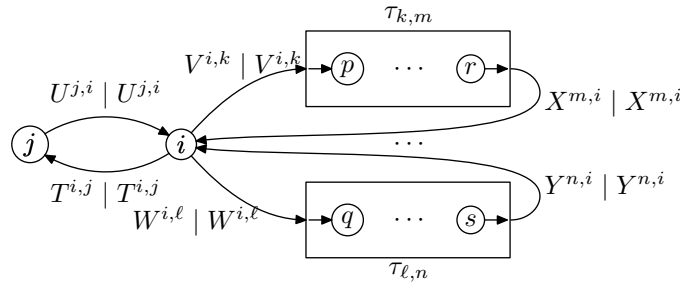 τ_{k,m}
V^{i,k} | V^{i,k}
p ··· r
U^{j,i} | U^{j,i}
X^{m,i} | X^{m,i}
j i ···
T^{i,j} | T^{i,j}
Y^{n,i} | Y^{n,i}
W^{i,ℓ} | W^{i,ℓ}
q ··· s
τ_{ℓ,n}